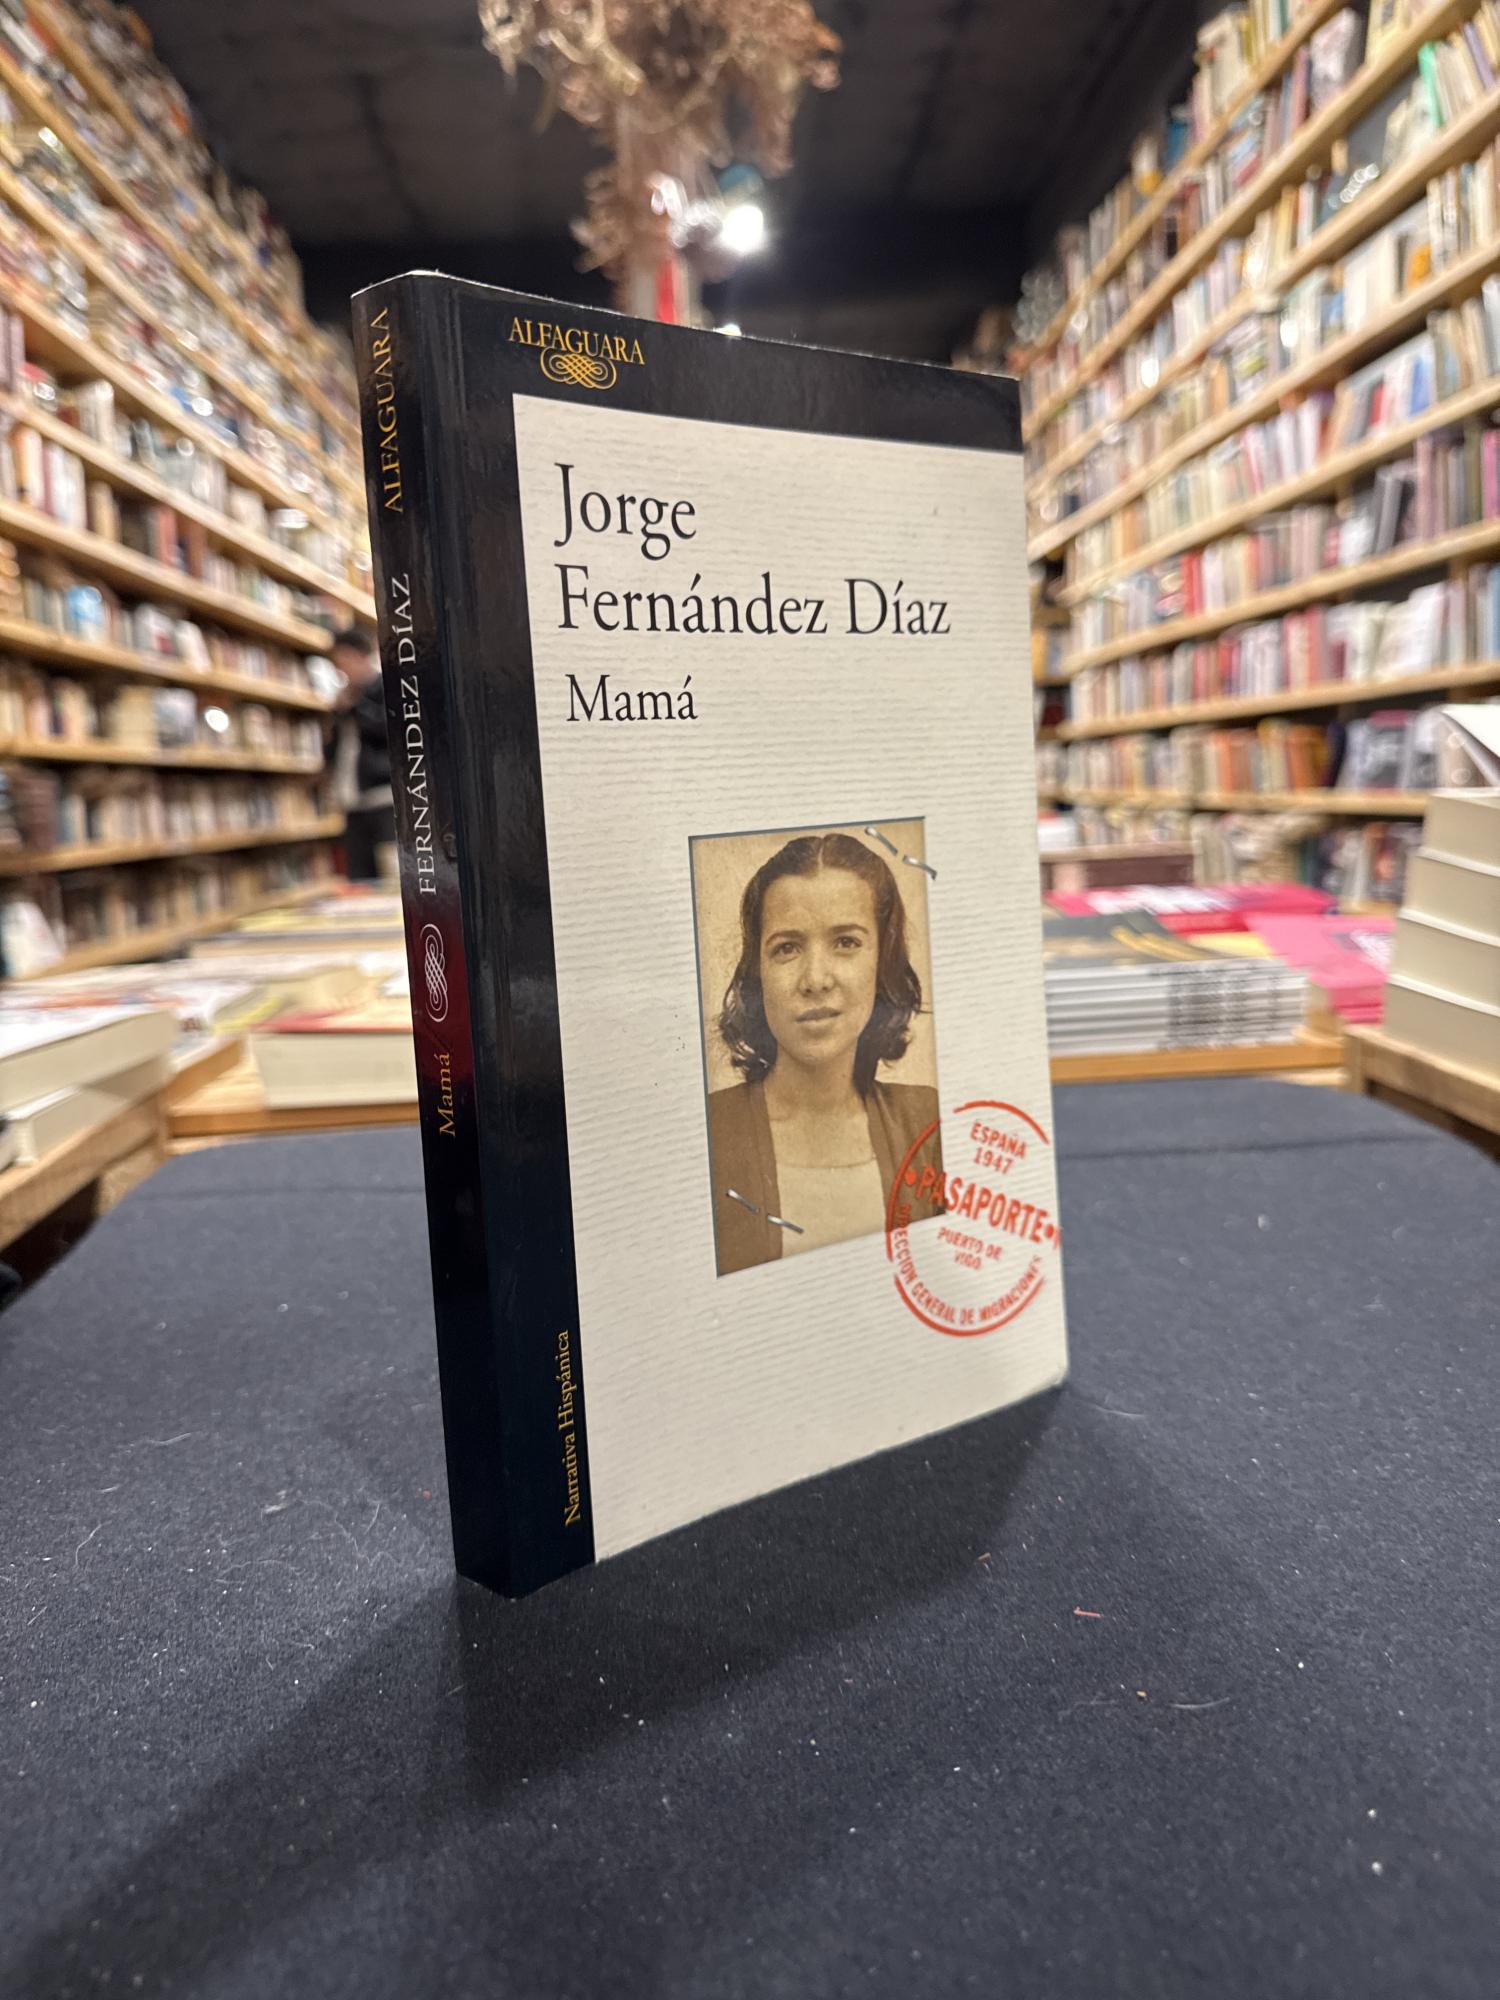 ALFAGUARA
FERNÁNDEZ DÍAZ
Mamá
ALFAGUARA
Jorge
Fernández Díaz
Mamá
ESPAÑA
1947
PASAPORTE
PUERTO DE
VIGO
DIRECCION GENERAL DE MIGRACIONES
Narrativa Hispánica